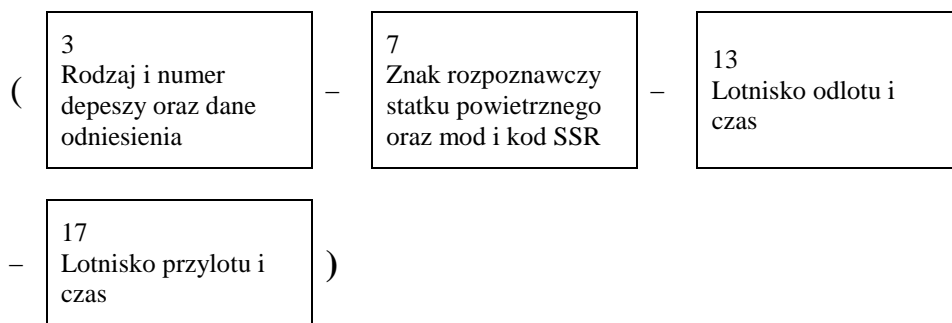 3
Rodzaj i numer
depeszy oraz dane
odniesienia
7
Znak rozpoznawczy
statku powietrznego
oraz mod i kod SSR
13
Lotnisko odlotu i
czas
( – –
17
Lotnisko przylotu i
czas
– )